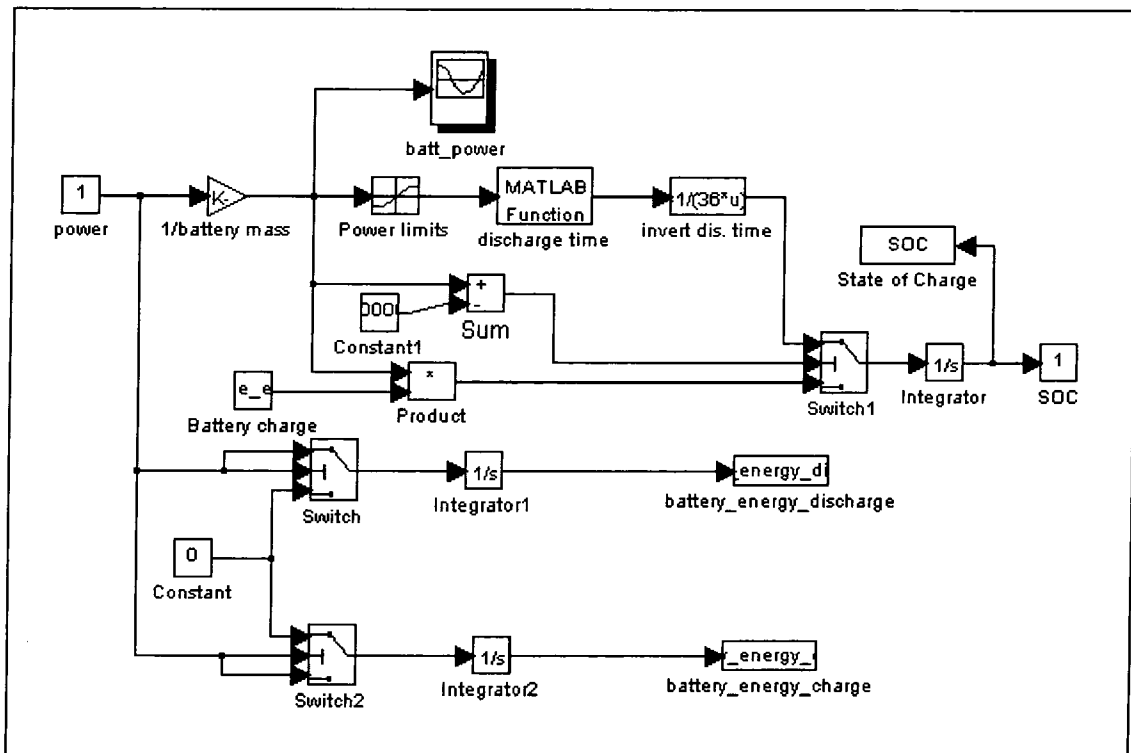 batt_power
1
power
K-
1/battery mass
Power limits
MATLAB
Function
discharge time
1/(36*u)
invert dis. time
SOC
State of Charge
+
-
Sum
000
Constant1
e_e
Battery charge
*
Product
Switch1
1/s
Integrator
1
SOC
Switch
1/s
Integrator1
_energy_di
battery_energy_discharge
0
Constant
Switch2
1/s
Integrator2
_energy_
battery_energy_charge